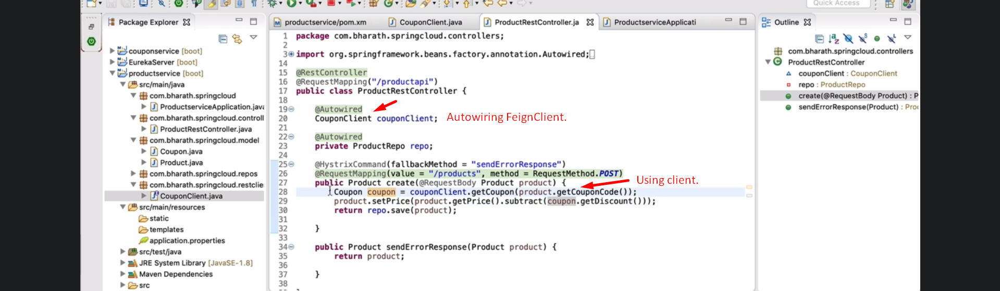 Quick Access
Package Explorer
couponservice [boot]
EurekaServer [boot]
productservice [boot]
src/main/java
com.bharath.springcloud
ProductserviceApplication.java
com.bharath.springcloud.controll
ProductRestController.java
com.bharath.springcloud.model
Coupon.java
Product.java
com.bharath.springcloud.repos
com.bharath.springcloud.restclie
CouponClient.java
src/main/resources
static
templates
application.properties
src/test/java
JRE System Library [JavaSE-1.8]
Maven Dependencies
src
productservice/pom.xm
CouponClient.java
ProductRestController.ja
ProductserviceApplicati
1 package com.bharath.springcloud.controllers;
2
3 import org.springframework.beans.factory.annotation.Autowired;
14
15 @RestController
16 @RequestMapping("/productapi")
17 public class ProductRestController {
18
19 @Autowired
20 CouponClient couponClient; Autowiring FeignClient.
21
22 @Autowired
23 private ProductRepo repo;
24
25 @HystrixCommand(fallbackMethod = "sendErrorResponse")
26 @RequestMapping(value = "/products", method = RequestMethod.POST)
27 public Product create(@RequestBody Product product) { Using client.
28 Coupon coupon = couponClient.getCoupon(product.getCouponCode());
29 product.setPrice(product.getPrice().subtract(coupon.getDiscount()));
30 return repo.save(product);
31
32 }
33
34 public Product sendErrorResponse(Product product) {
35 return product;
36
37 }
38
Outline
com.bharath.springcloud.controllers
ProductRestController
couponClient : CouponClient
repo : ProductRepo
create(@RequestBody Product) : P
sendErrorResponse(Product) : Pro